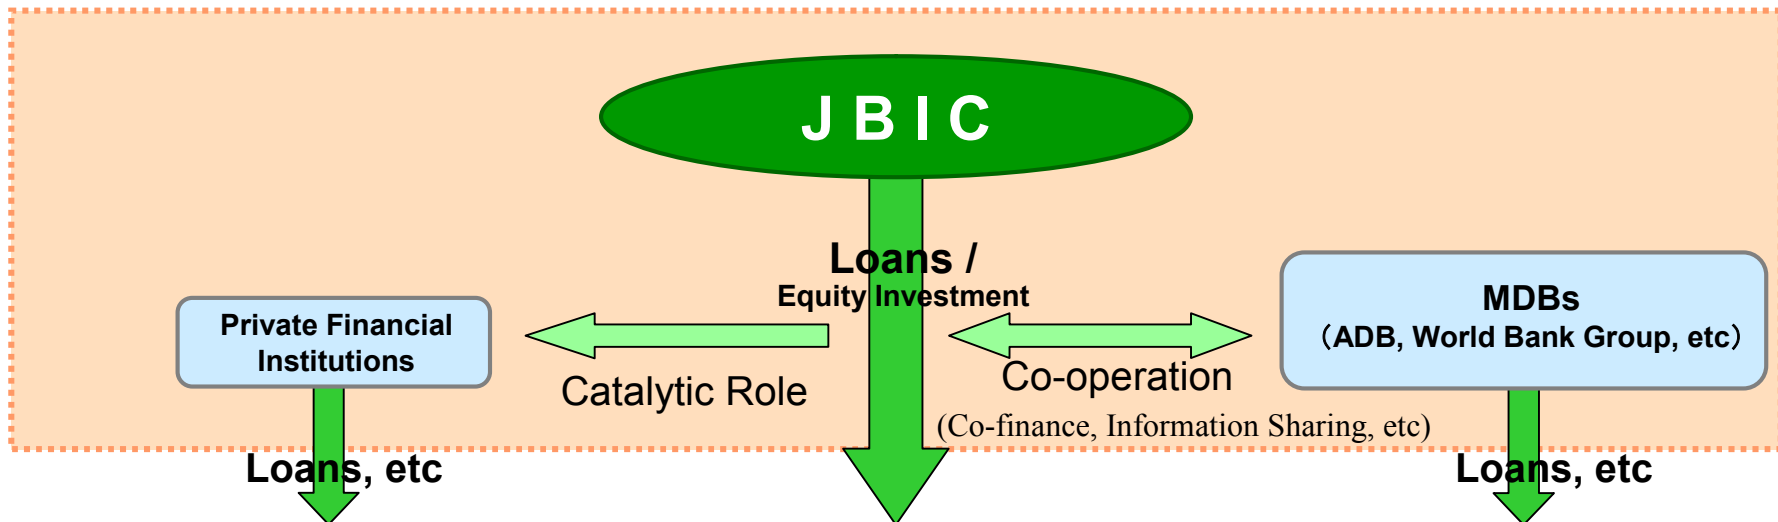 J B I C
Loans /
Equity Investment
Private Financial
Institutions
MDBs
（ADB, World Bank Group, etc）
Catalytic Role
Co-operation
(Co-finance, Information Sharing, etc)
Loans, etc
Loans, etc